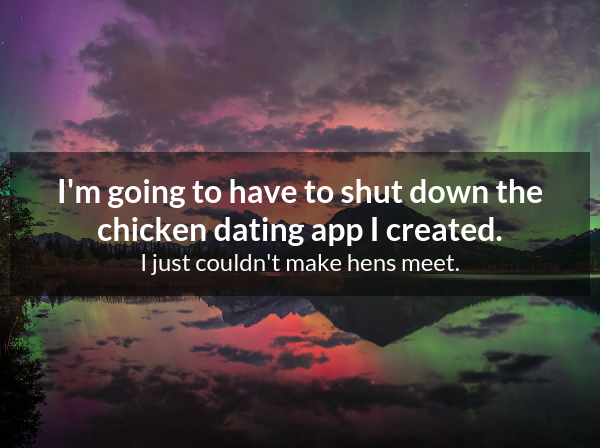 I'm going to have to shut down the
chicken dating app I created.
I just couldn't make hens meet.